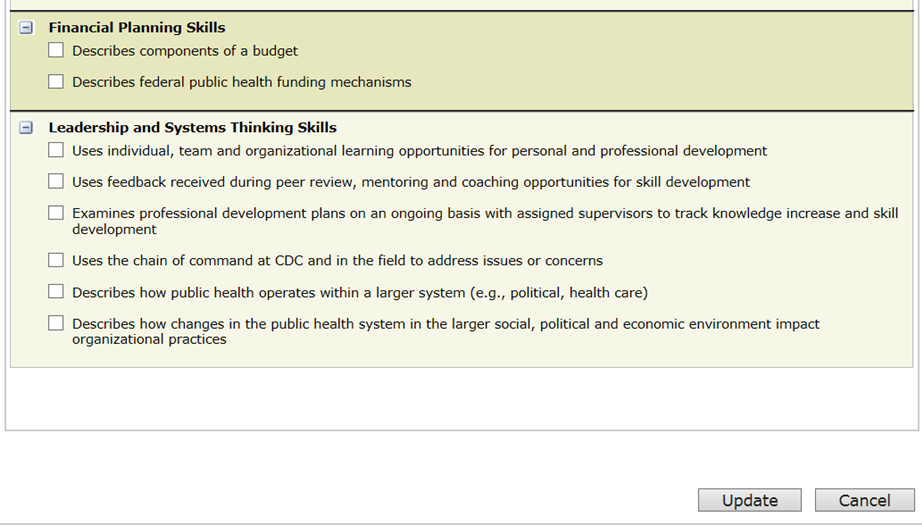 Financial Planning Skills
Describes components of a budget
Describes federal public health funding mechanisms
Leadership and Systems Thinking Skills
Uses individual, team and organizational learning opportunities for personal and professional development
Uses feedback received during peer review, mentoring and coaching opportunities for skill development
Examines professional development plans on an ongoing basis with assigned supervisors to track knowledge increase and skill
development
Uses the chain of command at CDC and in the field to address issues or concerns
Describes how public health operates within a larger system (e.g., political, health care)
Describes how changes in the public health system in the larger social, political and economic environment impact
organizational practices
Update Cancel